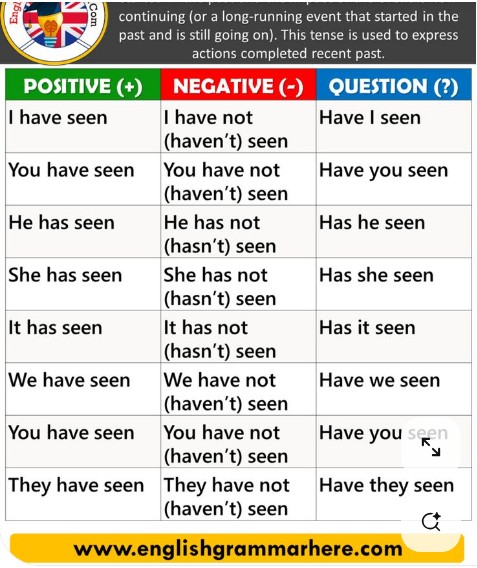 continuing (or a long-running event that started in the
past and is still going on). This tense is used to express
actions completed recent past.
POSITIVE (+) NEGATIVE (-) QUESTION (?)
I have seen I have not Have I seen
(haven't) seen
You have seen You have not Have you seen
(haven't) seen
He has seen He has not Has he seen
(hasn't) seen
She has seen She has not Has she seen
(hasn't) seen
It has seen It has not Has it seen
(hasn't) seen
We have seen We have not Have we seen
(haven't) seen
You have seen You have not Have you seen
(haven't) seen
They have seen They have not Have they seen
(haven't) seen
www.englishgrammarhere.com